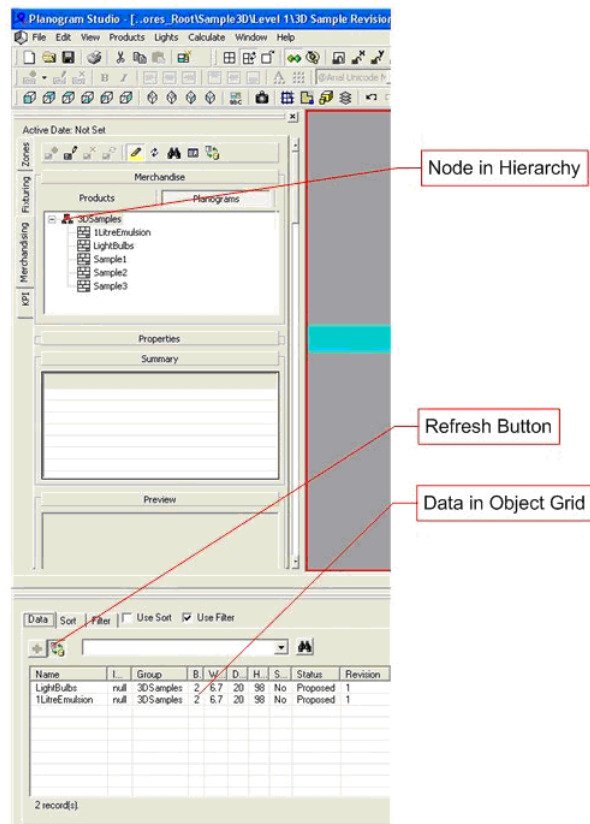 Planogram Studio - [..ores_Root\Sample3D\Level 1\3D Sample Revision
File Edit View Products Lights Calculate Window Help
B I @Arial Unicode M
Active Date: Not Set
Zones
Fixturing
Merchandising
KPI
Merchandise
Products Planograms
3DSamples
1LitreEmulsion
LightBulbs
Sample1
Sample2
Sample3
Properties
Summary
Preview
Node in Hierarchy
Refresh Button
Data in Object Grid
Data Sort Filter Use Sort Use Filter
Name I... Group B. W... D... H... S... Status Revision
LightBulbs null 3DSamples 2 6.7 20 98 No Proposed 1
1LitreEmulsion null 3DSamples 2 6.7 20 98 No Proposed 1
2 record(s).